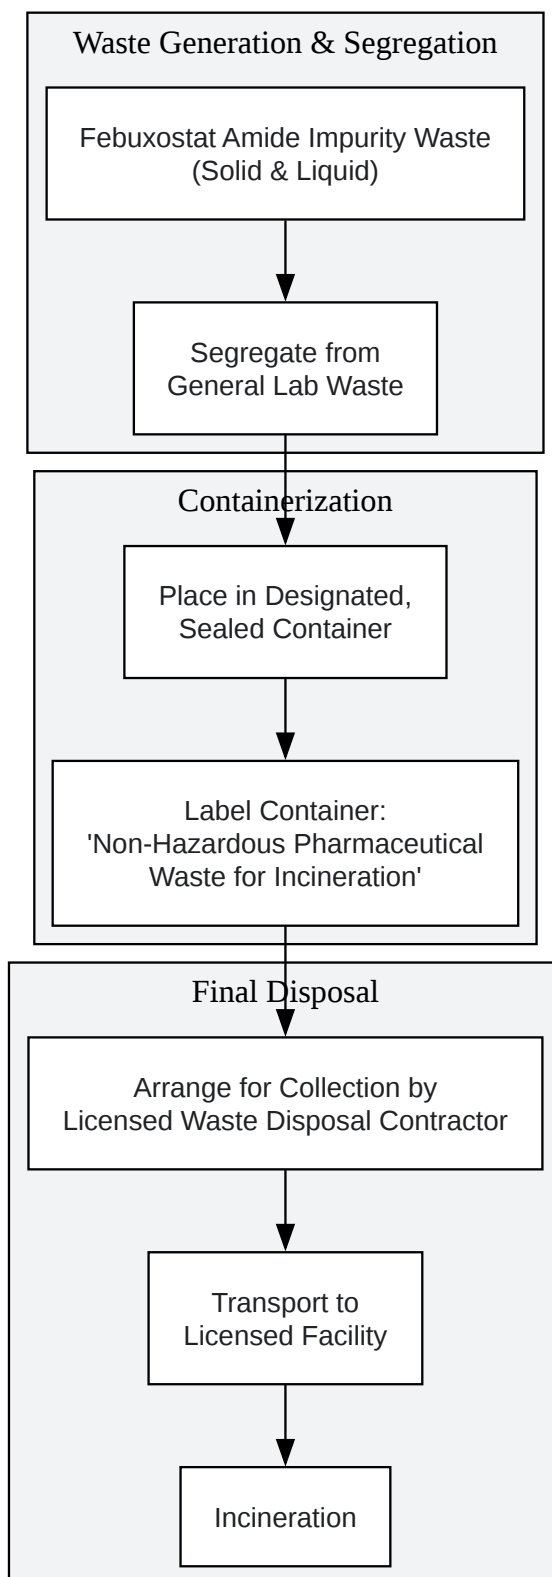 Waste Generation & Segregation
Febuxostat Amide Impurity Waste
(Solid & Liquid)
Segregate from
General Lab Waste
Containerization
Place in Designated,
Sealed Container
Label Container:
'Non-Hazardous Pharmaceutical
Waste for Incineration'
Final Disposal
Arrange for Collection by
Licensed Waste Disposal Contractor
Transport to
Licensed Facility
Incineration